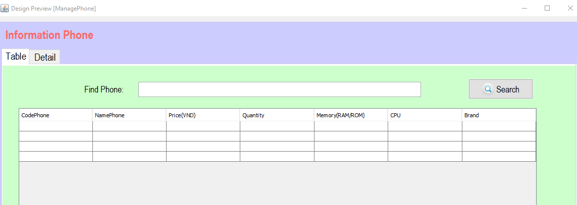 Design Preview [ManagePhone]
Information Phone
Table Detail
Find Phone: Search
CodePhone NamePhone Price(VND) Quantity Memory(RAM/ROM) CPU Brand